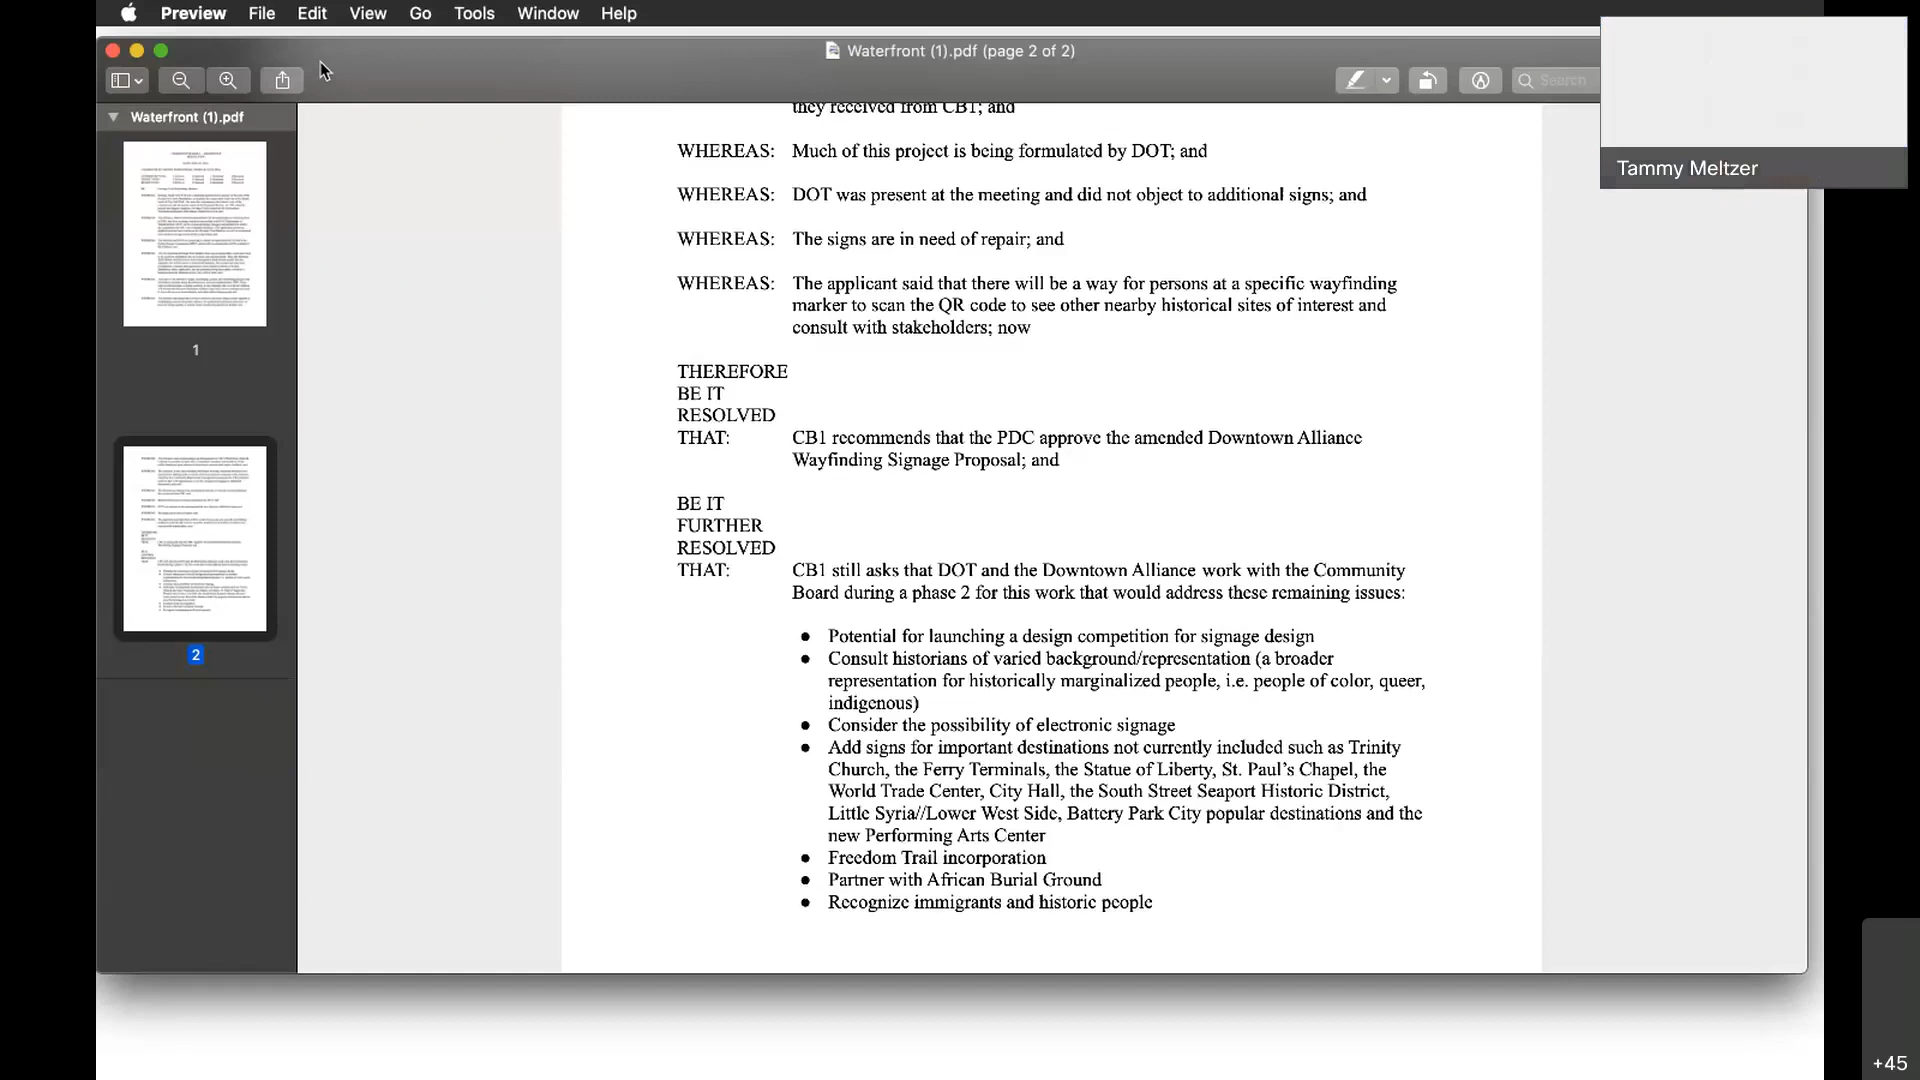 Preview File Edit View Go Tools Window Help
Waterfront (1).pdf (page 2 of 2)
Search
Tammy Meltzer
Waterfront (1).pdf
1
2
they received from CB1; and
WHEREAS: Much of this project is being formulated by DOT; and
WHEREAS: DOT was present at the meeting and did not object to additional signs; and
WHEREAS: The signs are in need of repair; and
WHEREAS: The applicant said that there will be a way for persons at a specific wayfinding
marker to scan the QR code to see other nearby historical sites of interest and
consult with stakeholders; now
THEREFORE
BE IT
RESOLVED
THAT: CB1 recommends that the PDC approve the amended Downtown Alliance
Wayfinding Signage Proposal; and
BE IT
FURTHER
RESOLVED
THAT: CB1 still asks that DOT and the Downtown Alliance work with the Community
Board during a phase 2 for this work that would address these remaining issues:
● Potential for launching a design competition for signage design
● Consult historians of varied background/representation (a broader
representation for historically marginalized people, i.e. people of color, queer,
indigenous)
● Consider the possibility of electronic signage
● Add signs for important destinations not currently included such as Trinity
Church, the Ferry Terminals, the Statue of Liberty, St. Paul's Chapel, the
World Trade Center, City Hall, the South Street Seaport Historic District,
Little Syria//Lower West Side, Battery Park City popular destinations and the
new Performing Arts Center
● Freedom Trail incorporation
● Partner with African Burial Ground
● Recognize immigrants and historic people
+45